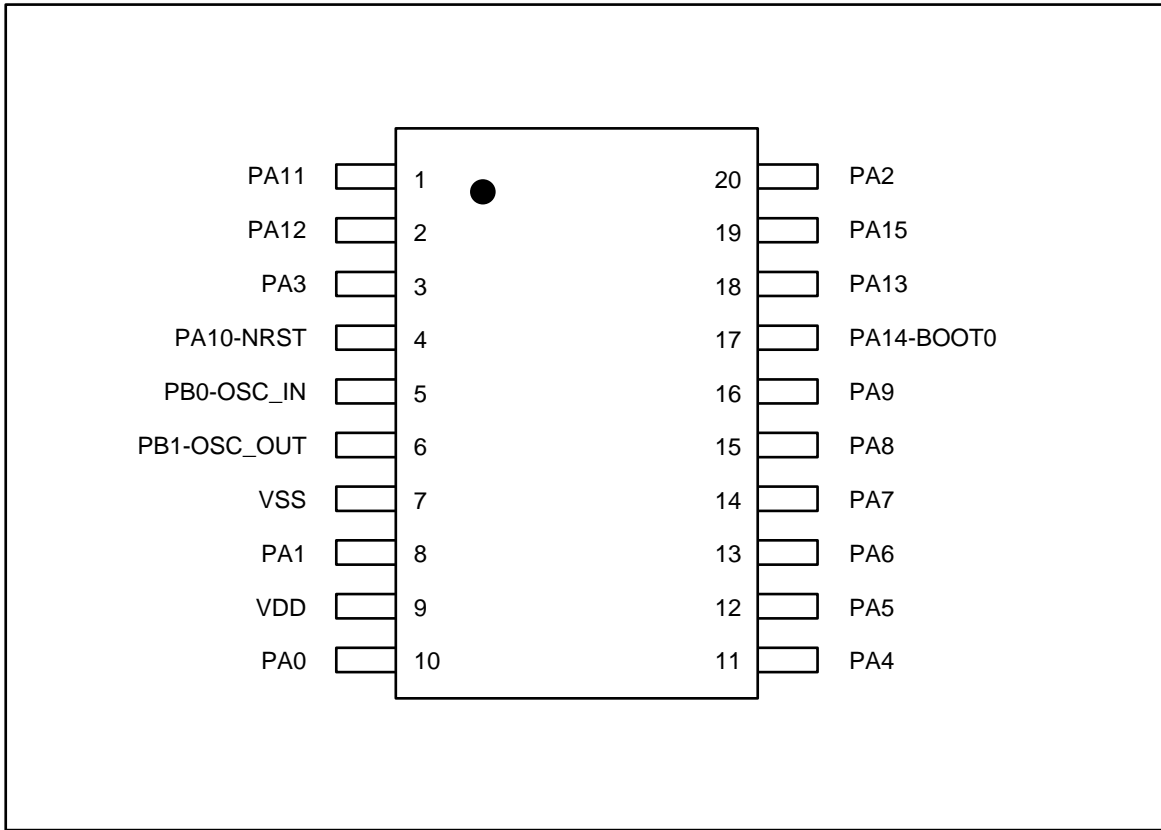 PA11 1 20 PA2
PA12 2 19 PA15
PA3 3 18 PA13
PA10-NRST 4 17 PA14-BOOT0
PB0-OSC_IN 5 16 PA9
PB1-OSC_OUT 6 15 PA8
VSS 7 14 PA7
PA1 8 13 PA6
VDD 9 12 PA5
PA0 10 11 PA4